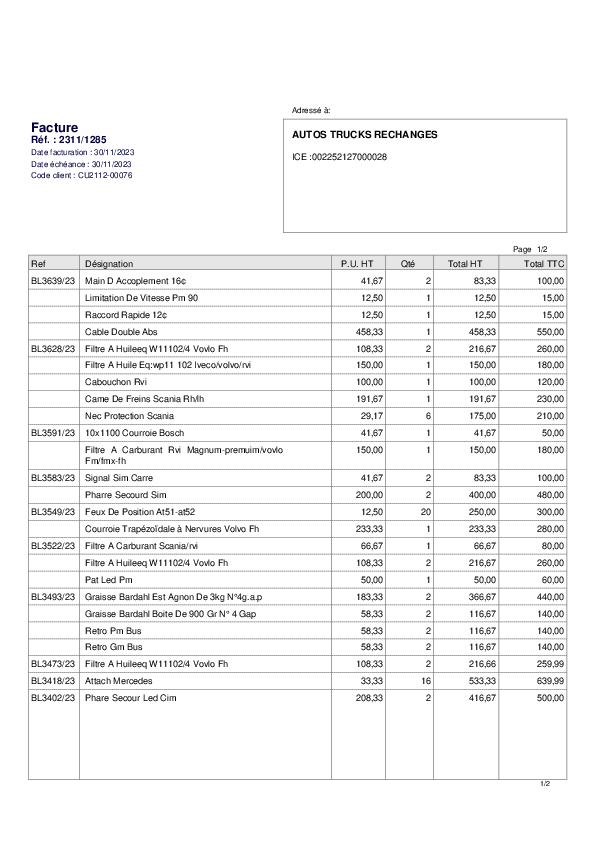 Adressé à:
Facture
Réf. : 2311/1285
Date facturation : 30/11/2023
Date échéance : 30/11/2023
Code client : CU2112-00076
AUTOS TRUCKS RECHANGES
ICE :002252127000028
Page 1/2
Ref Désignation P.U. HT Qté Total HT Total TTC
BL3639/23 Main D Accoplement 16¢ 41,67 2 83,33 100,00
Limitation De Vitesse Pm 90 12,50 1 12,50 15,00
Raccord Rapide 12¢ 12,50 1 12,50 15,00
Cable Double Abs 458,33 1 458,33 550,00
BL3628/23 Filtre A Huileeq W11102/4 Vovlo Fh 108,33 2 216,67 260,00
Filtre A Huile Eq:wp11 102 Iveco/volvo/rvi 150,00 1 150,00 180,00
Cabouchon Rvi 100,00 1 100,00 120,00
Came De Freins Scania Rh/lh 191,67 1 191,67 230,00
Nec Protection Scania 29,17 6 175,00 210,00
BL3591/23 10x1100 Courroie Bosch 41,67 1 41,67 50,00
Filtre A Carburant Rvi Magnum-premuim/vovlo 150,00 1 150,00 180,00
Fm/fmx-fh
BL3583/23 Signal Sim Carre 41,67 2 83,33 100,00
Pharre Secourd Sim 200,00 2 400,00 480,00
BL3549/23 Feux De Position At51-at52 12,50 20 250,00 300,00
Courroie Trapézoïdale à Nervures Volvo Fh 233,33 1 233,33 280,00
BL3522/23 Filtre A Carburant Scania/rvi 66,67 1 66,67 80,00
Filtre A Huileeq W11102/4 Vovlo Fh 108,33 2 216,67 260,00
Pat Led Pm 50,00 1 50,00 60,00
BL3493/23 Graisse Bardahl Est Agnon De 3kg N°4g.a.p 183,33 2 366,67 440,00
Graisse Bardahl Boite De 900 Gr N° 4 Gap 58,33 2 116,67 140,00
Retro Pm Bus 58,33 2 116,67 140,00
Retro Gm Bus 58,33 2 116,67 140,00
BL3473/23 Filtre A Huileeq W11102/4 Vovlo Fh 108,33 2 216,66 259,99
BL3418/23 Attach Mercedes 33,33 16 533,33 639,99
BL3402/23 Phare Secour Led Cim 208,33 2 416,67 500,00
1/2